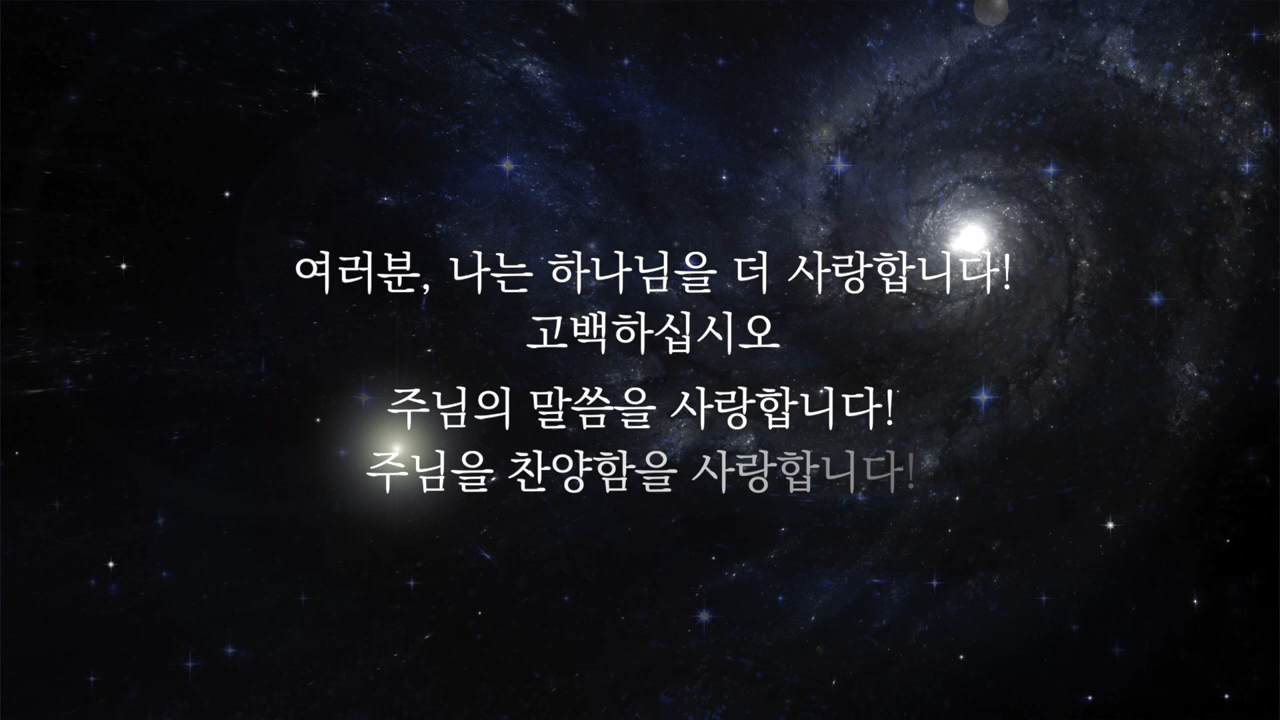 여러분, 나는 하나님을 더 사랑합니다!
고백하십시오
주님의 말씀을 사랑합니다!
주님을 찬양함을 사랑합니다!